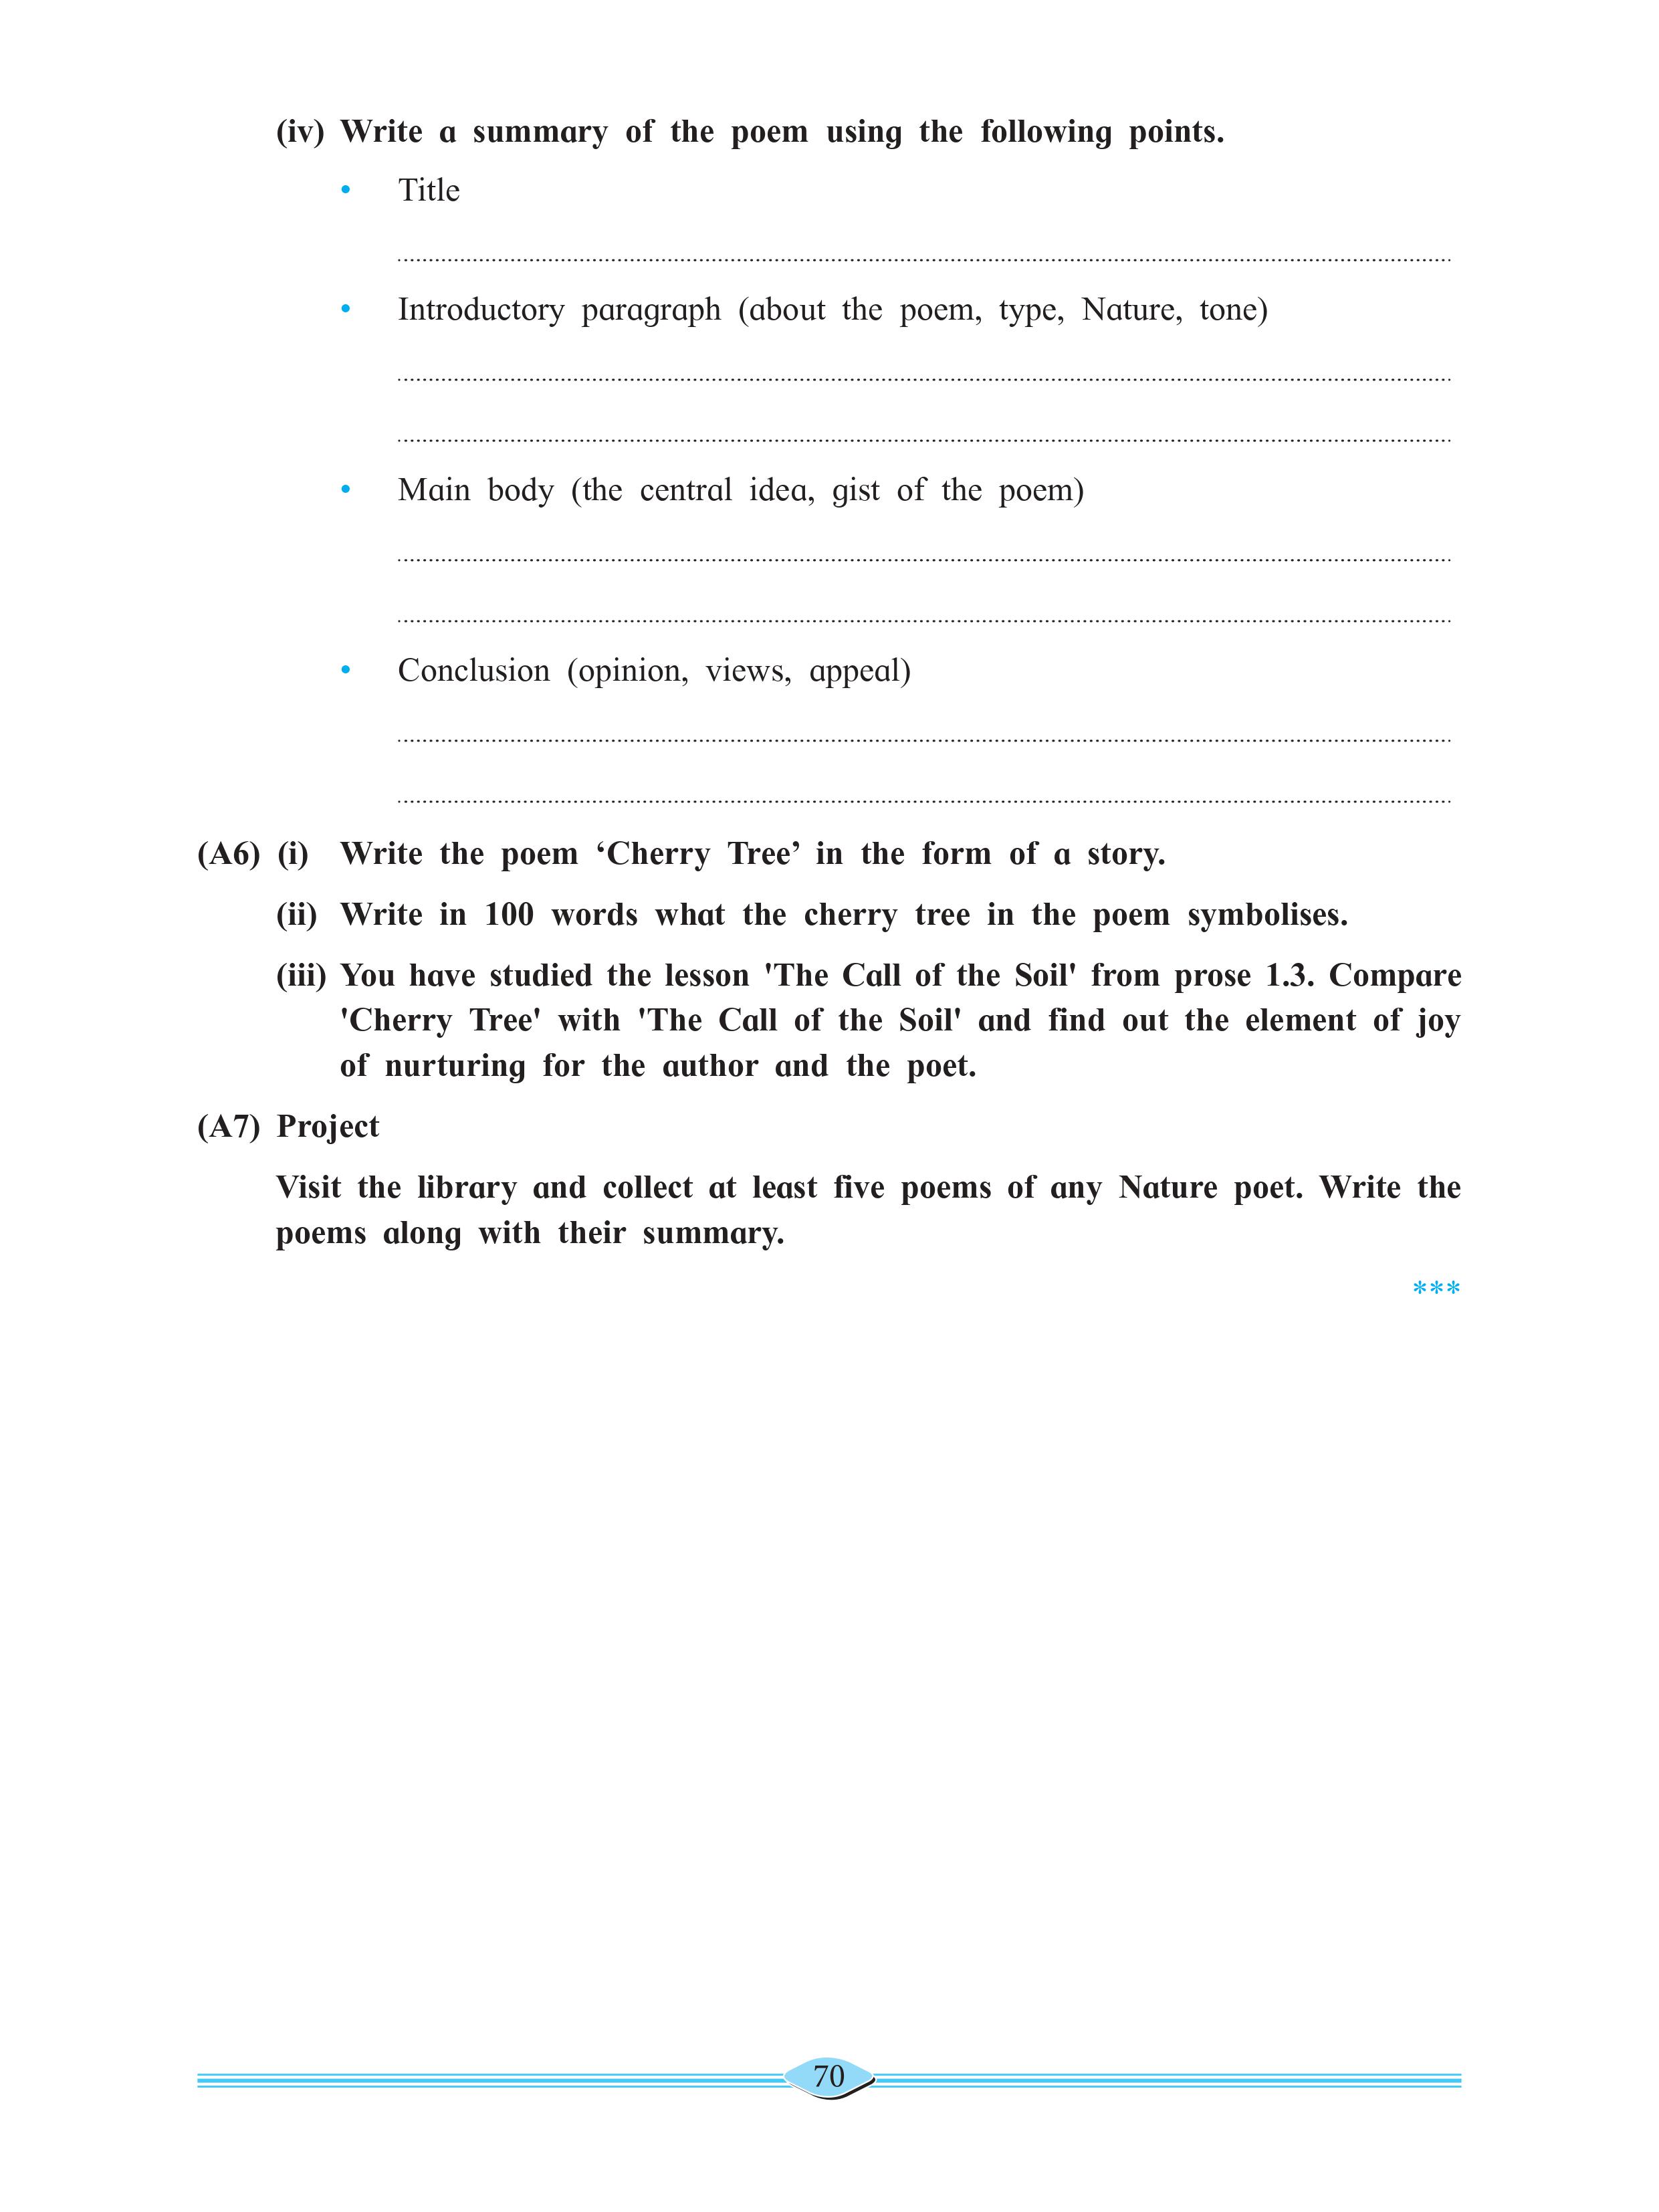 (iv) Write a summary of the poem using the following points.
• Title
• Introductory paragraph (about the poem, type, Nature, tone)
• Main body (the central idea, gist of the poem)
• Conclusion (opinion, views, appeal)
(A6) (i) Write the poem ‘Cherry Tree’ in the form of a story.
(ii) Write in 100 words what the cherry tree in the poem symbolises.
(iii) You have studied the lesson 'The Call of the Soil' from prose 1.3. Compare
'Cherry Tree' with 'The Call of the Soil' and find out the element of joy
of nurturing for the author and the poet.
(A7) Project
Visit the library and collect at least five poems of any Nature poet. Write the
poems along with their summary.
***
70